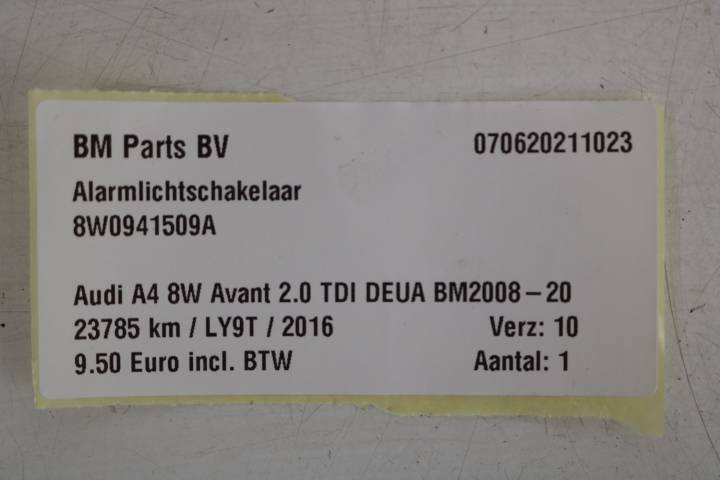 BM Parts BV 070620211023
Alarmlichtschakelaar
8W0941509A
Audi A4 8W Avant 2.0 TDI DEUA BM2008-20
23785 km / LY9T / 2016 Verz: 10
9.50 Euro incl. BTW Aantal: 1